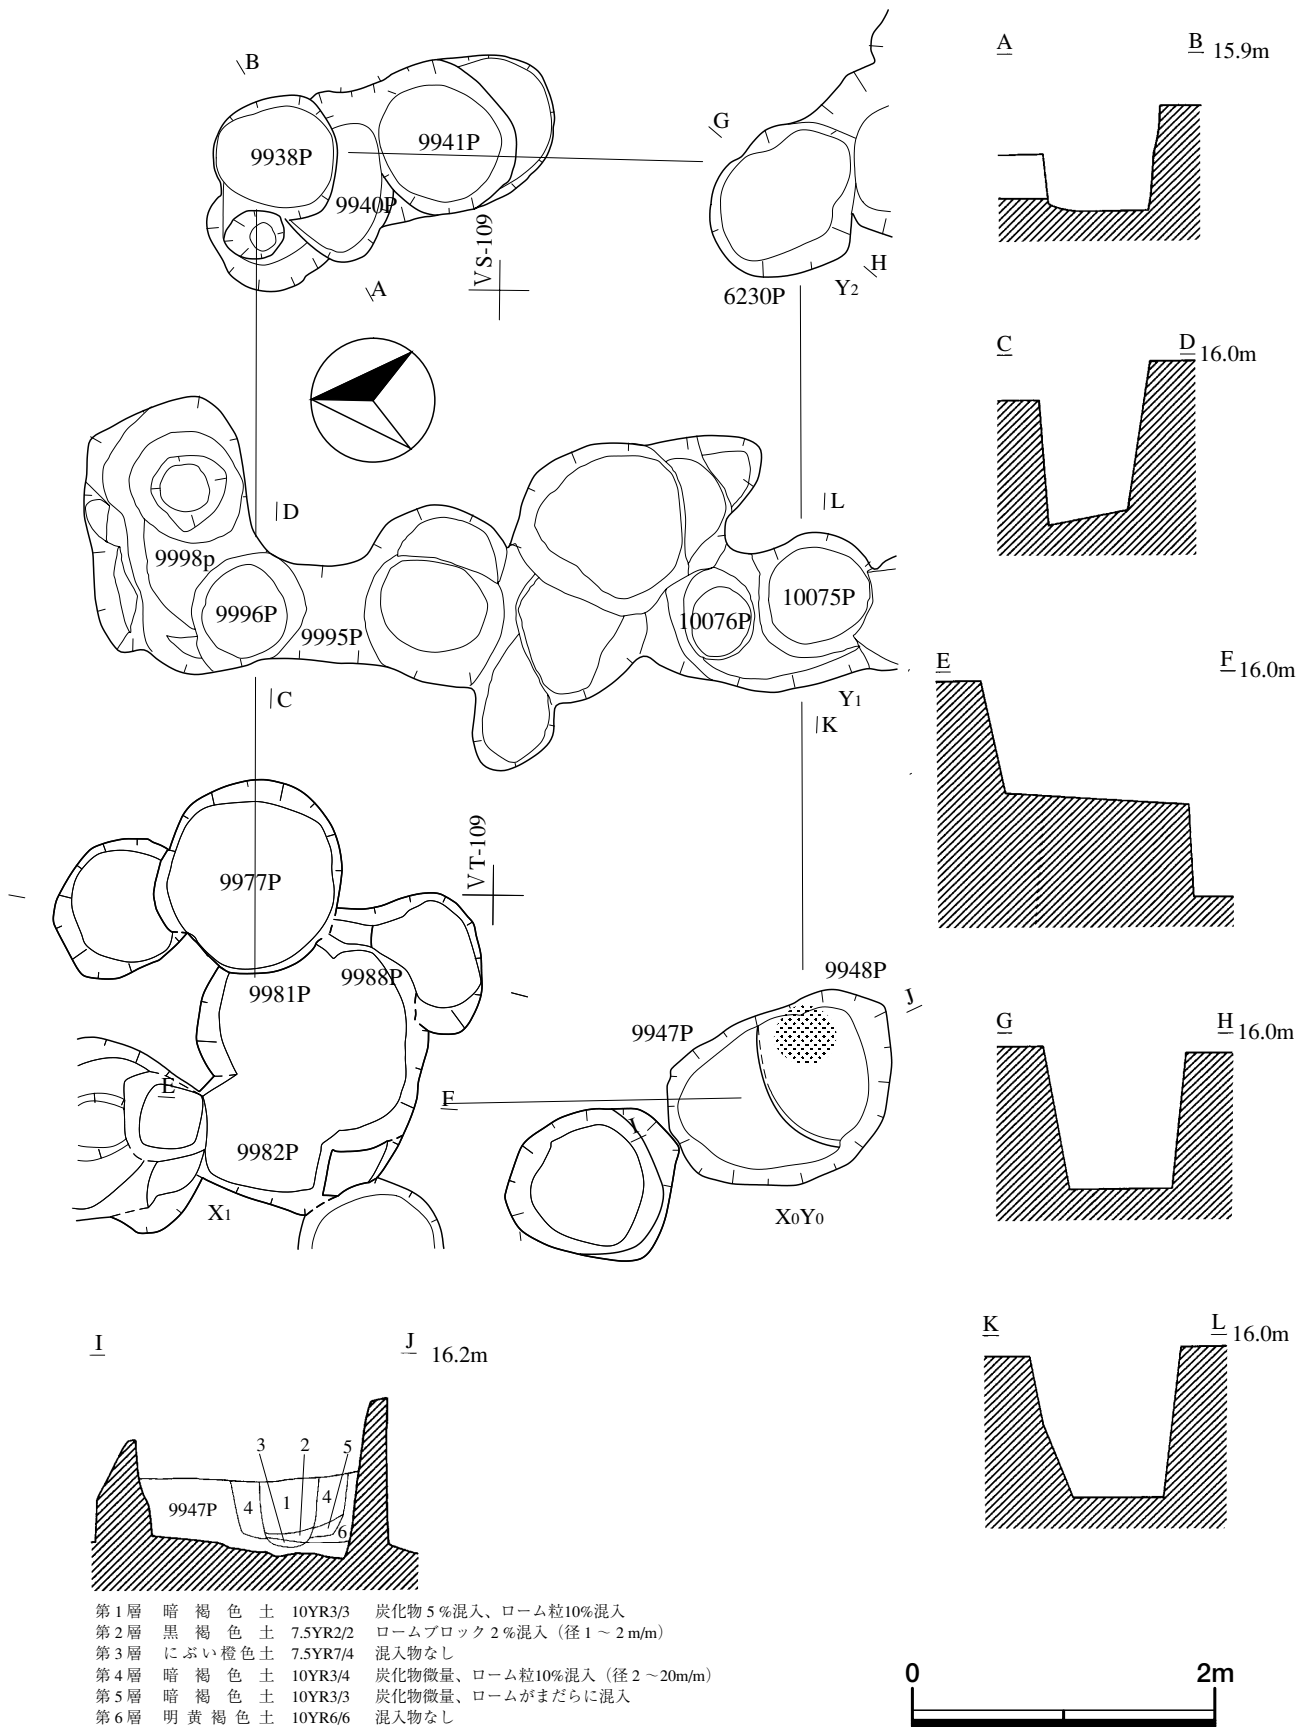 A B 15.9m
B
G
9938P 9941P
9940P
VS-109
H
A 6230P Y2
C D 16.0m
D L
9998p
9996P 9995P 10076P 10075P
E F 16.0m
C Y1
K
VT-109
9977P
9988P 9948P
9981P J
9947P
G H 16.0m
E F I
9982P
X1 X0Y0
K L 16.0m
I J 16.2m
3 2 5
9947P 4 1 4
6
第1層 暗褐色土 10YR3/3 炭化物5%混入、ローム粒10%混入
第2層 黒褐色土 7.5YR2/2 ロームブロック2%混入（径1～2m/m）
第3層 にぶい橙色土 7.5YR7/4 混入物なし
第4層 暗褐色土 10YR3/4 炭化物微量、ローム粒10%混入（径2～20m/m）
第5層 暗褐色土 10YR3/3 炭化物微量、ロームがまだらに混入
第6層 明黄褐色土 10YR6/6 混入物なし
0 2m